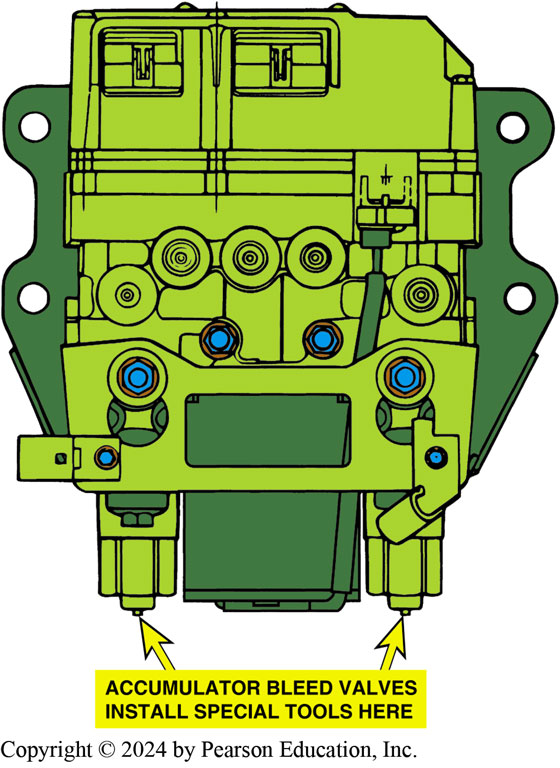 ACCUMULATOR BLEED VALVES
INSTALL SPECIAL TOOLS HERE
Copyright © 2024 by Pearson Education, Inc.